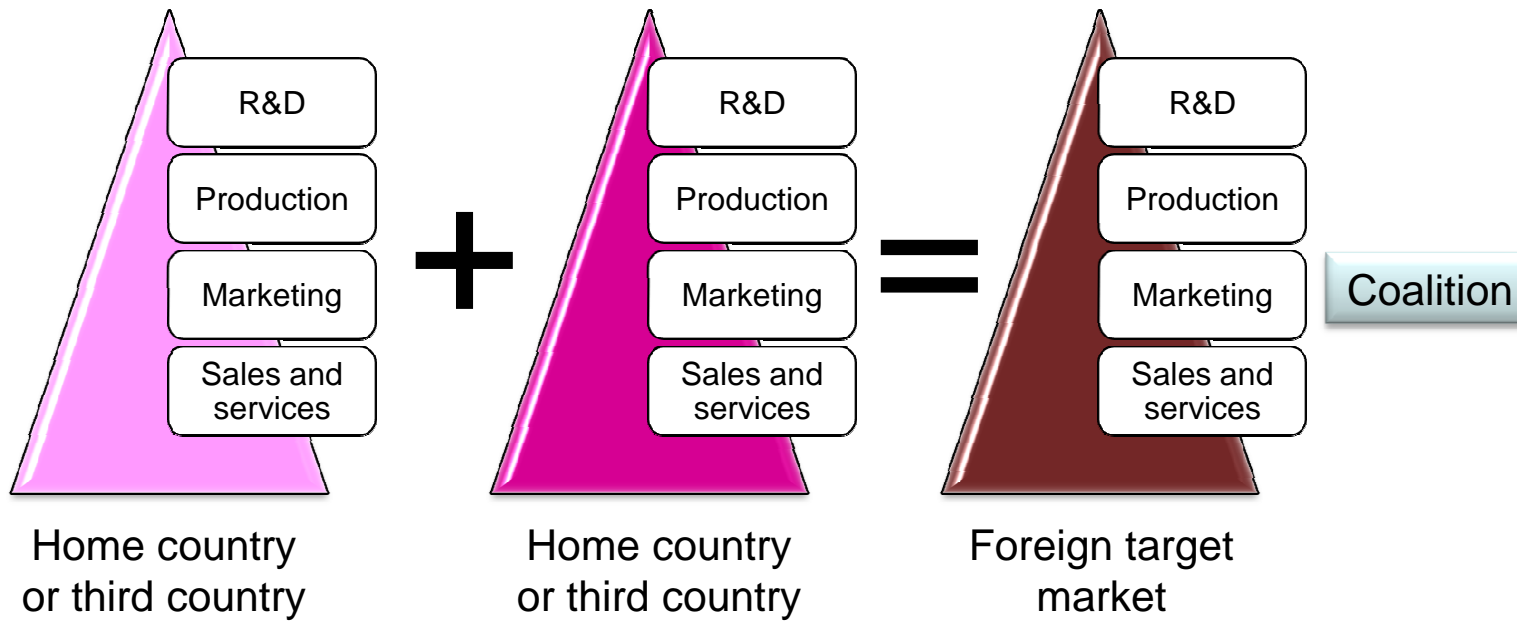 R&D
Production
Marketing
Sales and
services
Home country
or third country
+
R&D
Production
Marketing
Sales and
services
Home country
or third country
=
R&D
Production
Marketing
Sales and
services
Foreign target
market
Coalition